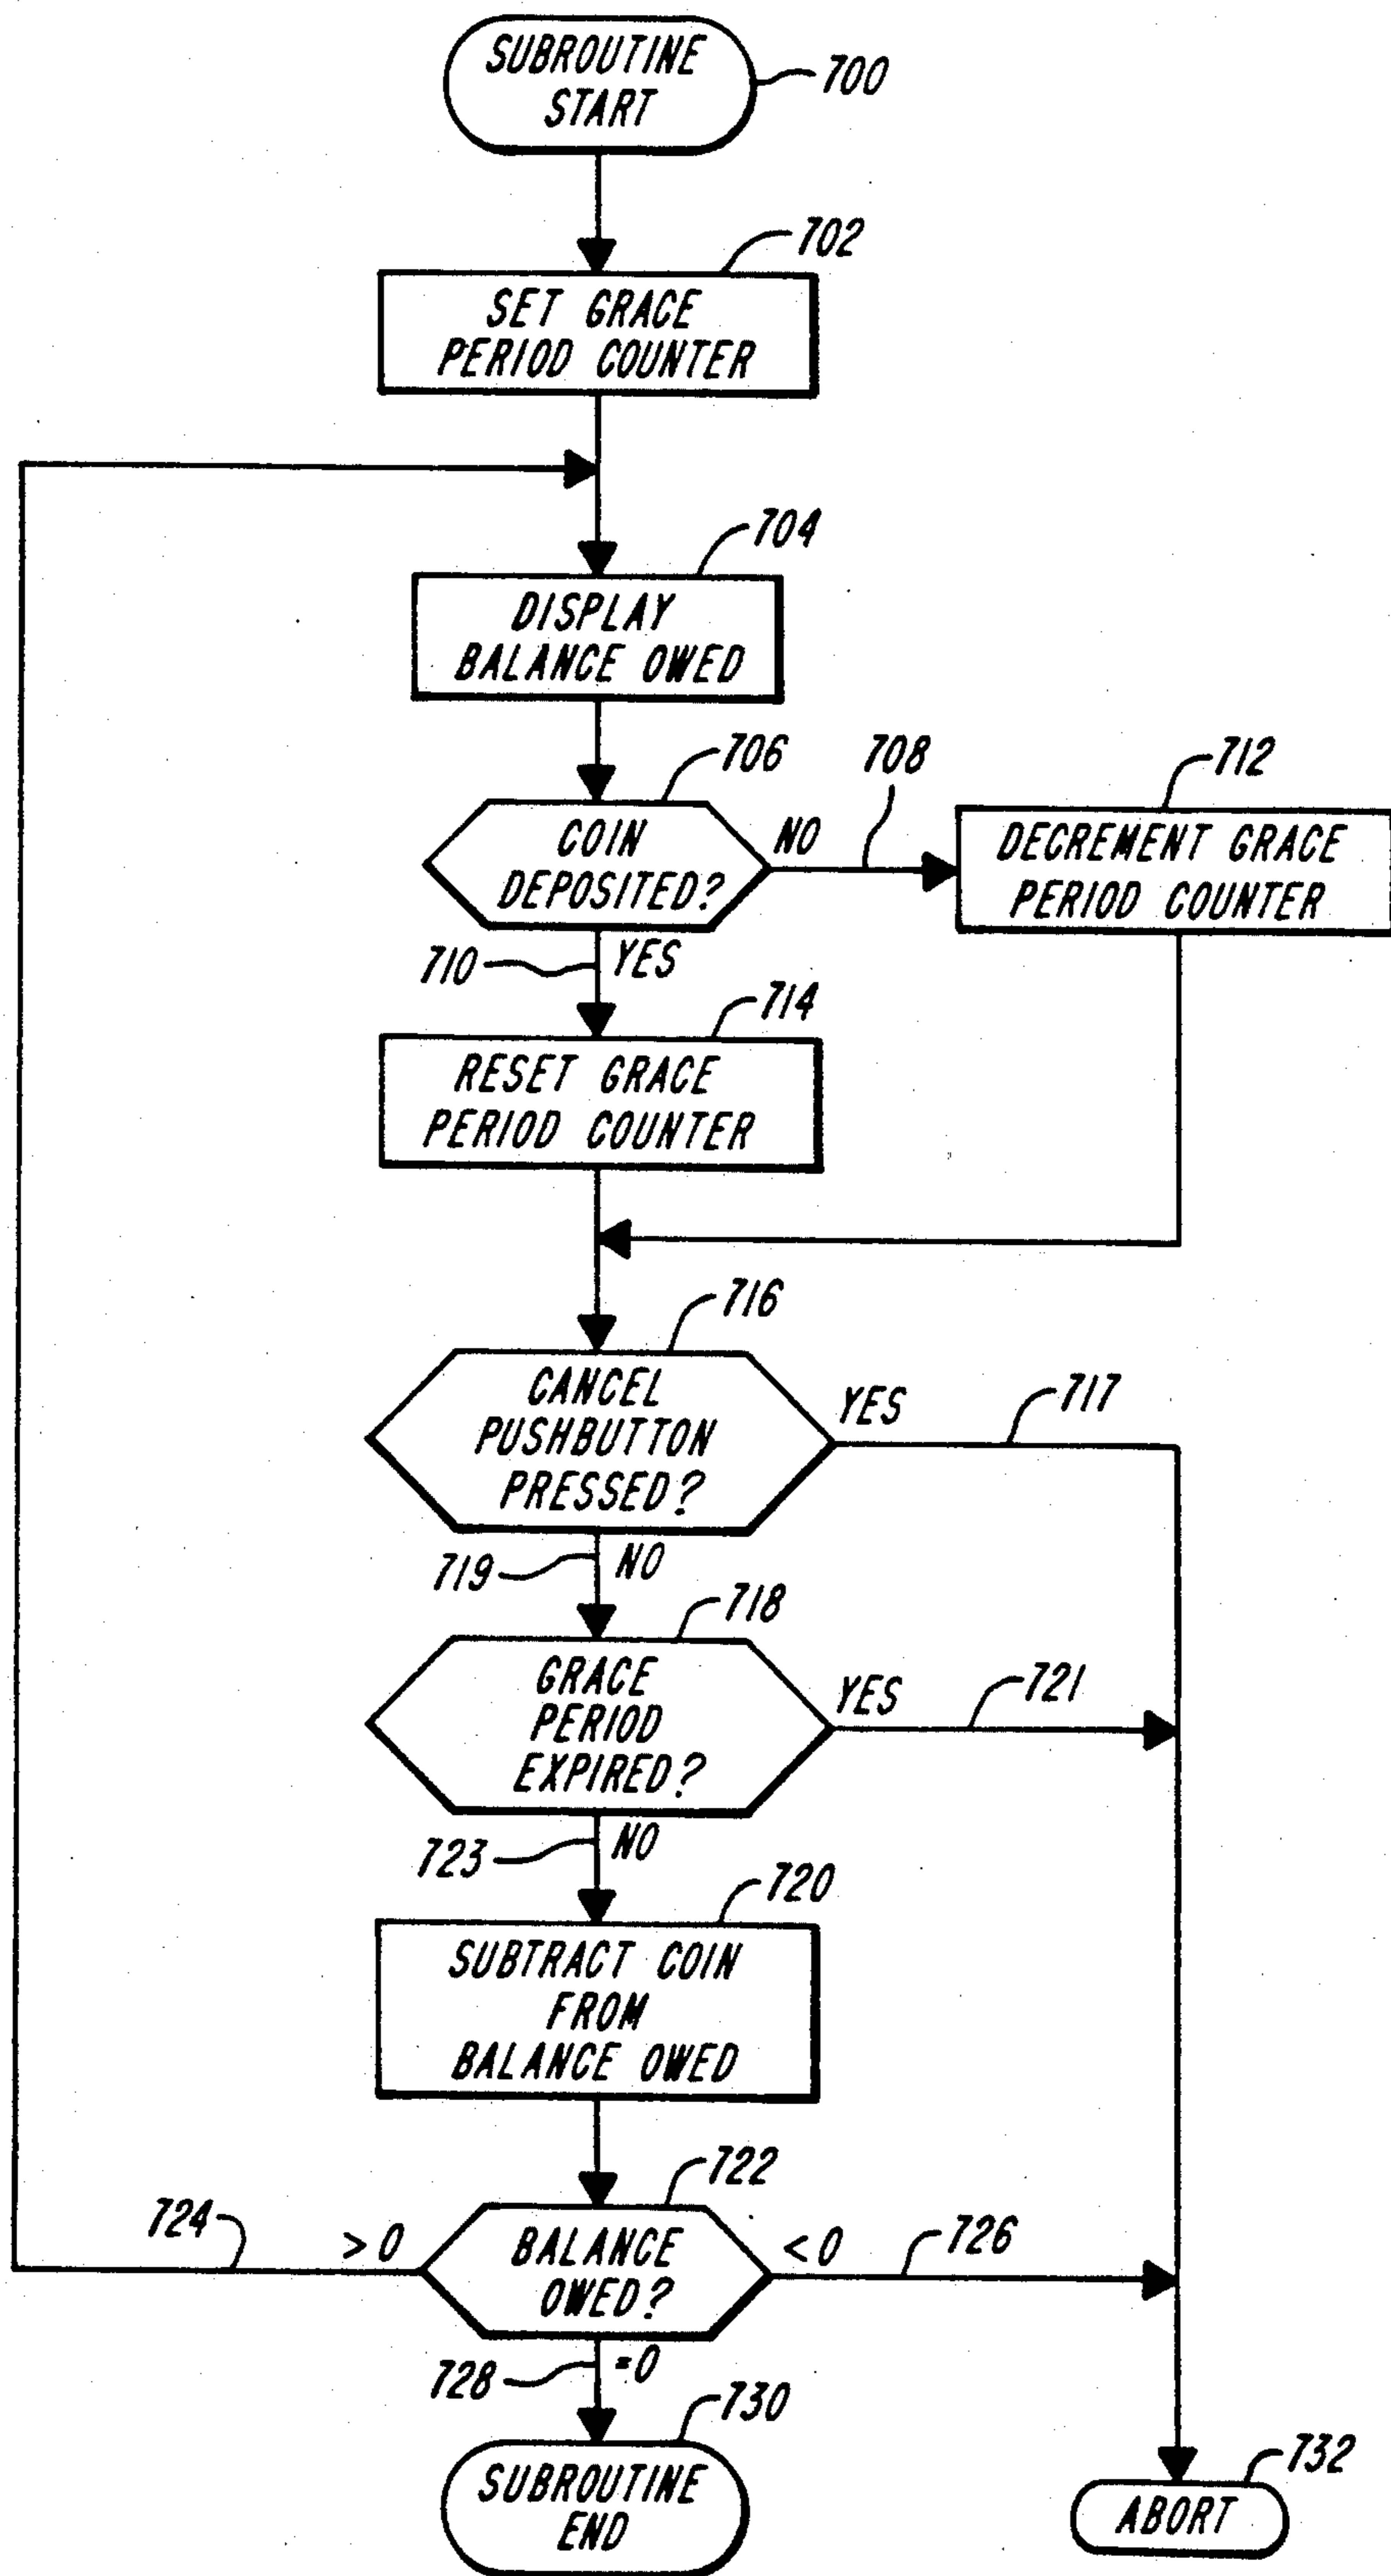 SUBROUTINE
START
700
702
SET GRACE
PERIOD COUNTER
704
DISPLAY
BALANCE OWED
706
708
712
COIN
DEPOSITED?
NO
DECREMENT GRACE
PERIOD COUNTER
710
YES
714
RESET GRACE
PERIOD COUNTER
716
CANCEL
PUSHBUTTON
PRESSED?
YES
717
719
NO
718
GRACE
PERIOD
EXPIRED?
YES
721
723
NO
720
SUBTRACT COIN
FROM
BALANCE OWED
722
724
>0
BALANCE
OWED?
<0
726
728
=0
730
SUBROUTINE
END
732
ABORT